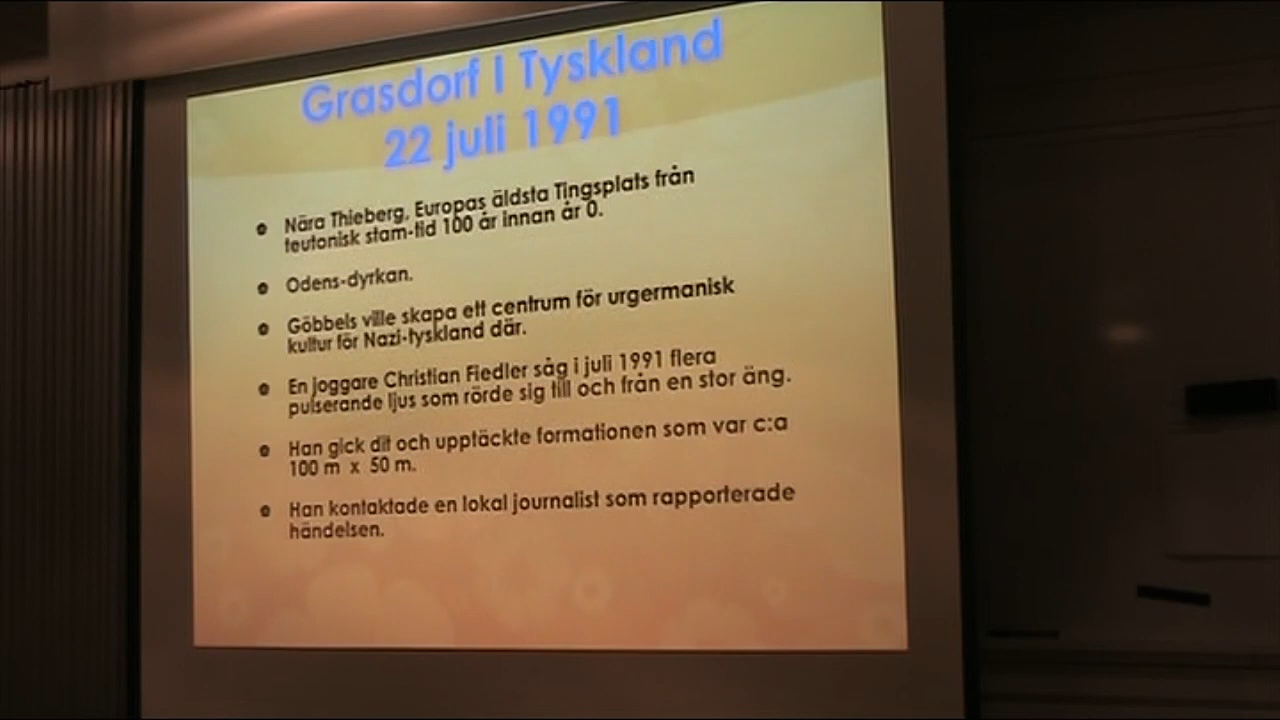 Grasdorf I Tyskland
22 juli 1991
Nära Thieberg, Europas äldsta Tingsplats från
teutonisk stam-tid 100 år innan år 0.
Odens-dyrkan.
Göbbels ville skapa ett centrum för urgermanisk
kultur för Nazi-tyskland där.
En joggare Christian Fiedler såg i juli 1991 flera
pulserande ljus som rörde sig till och från en stor äng.
Han gick dit och upptäckte formationen som var c:a
100 m x 50 m.
Han kontaktade en lokal journalist som rapporterade
händelsen.